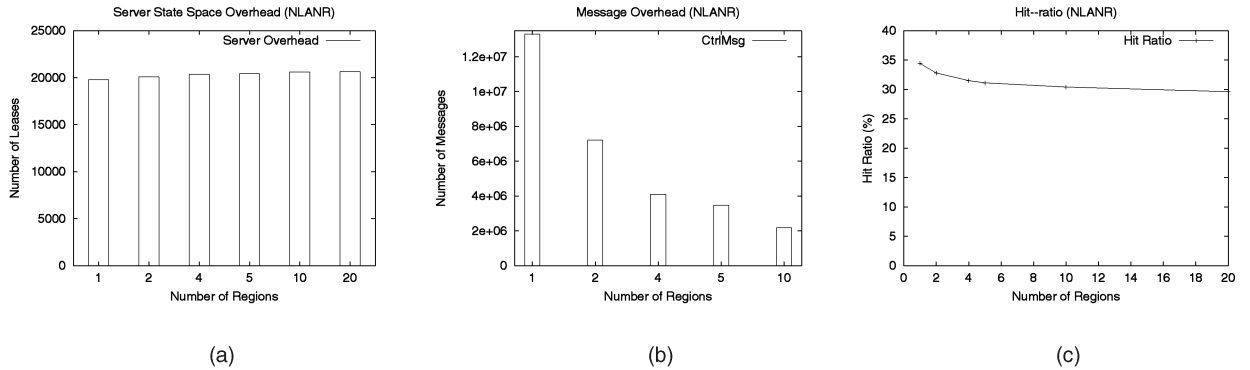 Server State Space Overhead (NLANR)
25000
20000
15000
10000
5000
0
Number of Leases
Server Overhead
1 2 4 5 10 20
Number of Regions
(a)
Message Overhead (NLANR)
1.2e+07
1e+07
8e+06
6e+06
4e+06
2e+06
0
Number of Messages
CtrlMsg
1 2 4 5 10
Number of Regions
(b)
Hit--ratio (NLANR)
40
35
30
25
20
15
10
5
0
Hit Ratio (%)
Hit Ratio
0 2 4 6 8 10 12 14 16 18 20
Number of Regions
(c)